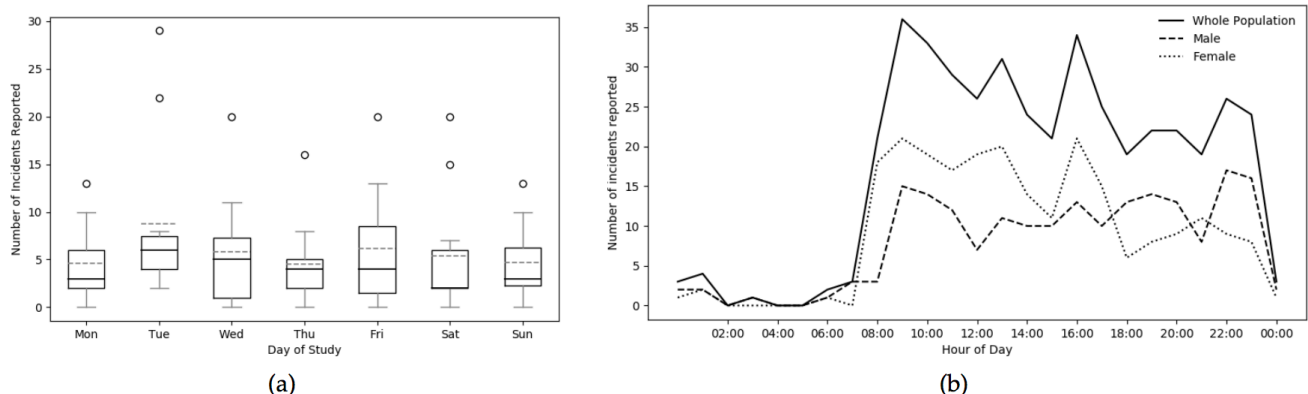 30
25
20
15
10
5
0
Number of Incidents Reported
Mon Tue Wed Thu Fri Sat Sun
Day of Study
(a)
35
30
25
20
15
10
5
0
Number of incidents reported
Whole Population
Male
Female
02:00 04:00 06:00 08:00 10:00 12:00 14:00 16:00 18:00 20:00 22:00 00:00
Hour of Day
(b)